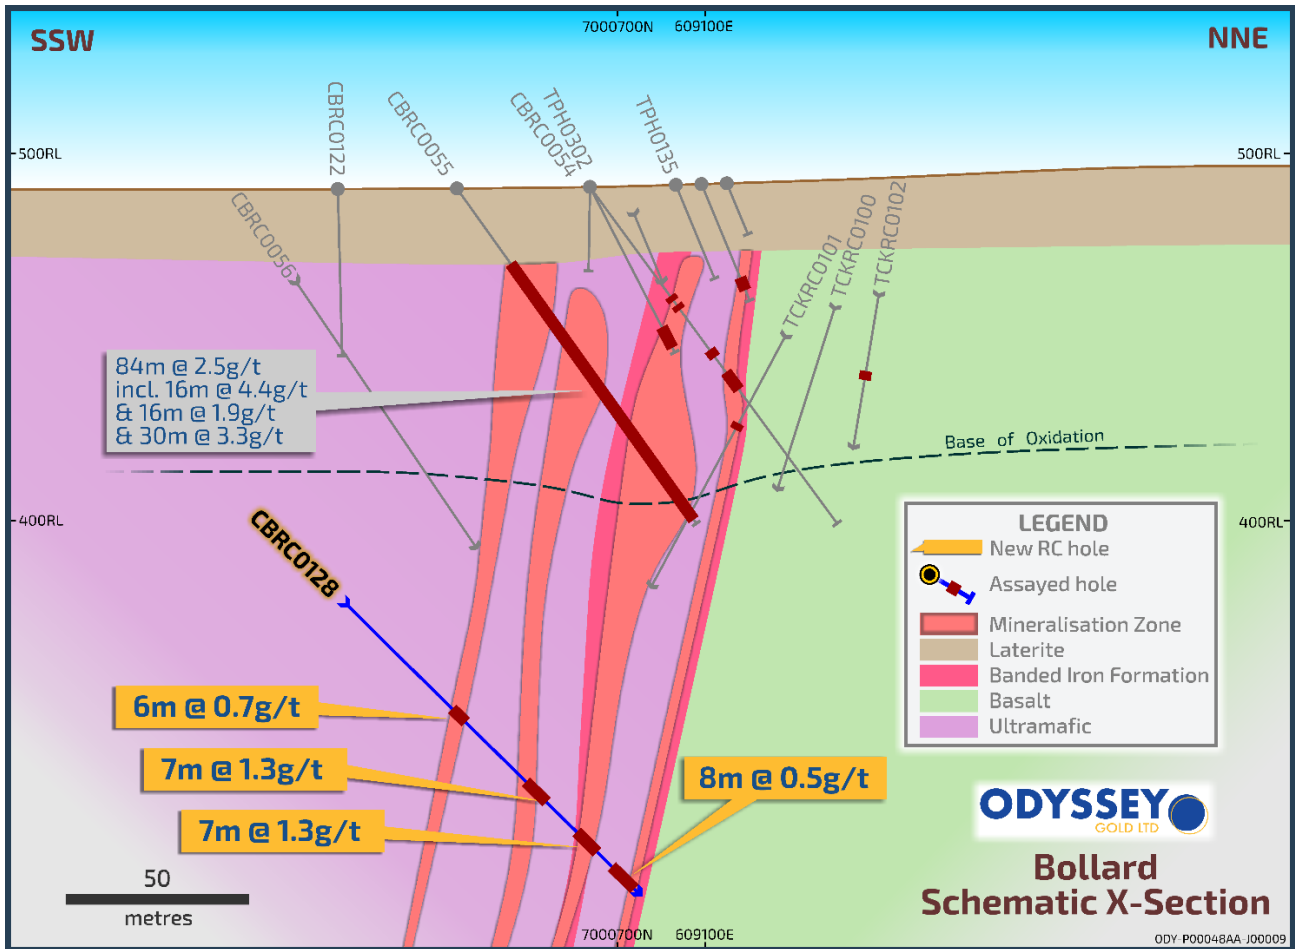 7000700N 609100E
SSW
NNE
500RL
500RL
CBRC0122
CBRC0055
TPH0302
CBRC0054
TPH0135
CBRC0056
TCKRC0101
TCKRC0100
TCKRC0102
84m @ 2.5g/t
incl. 16m @ 4.4g/t
& 16m @ 1.9g/t
& 30m @ 3.3g/t
Base of Oxidation
400RL
400RL
CBRC0128
LEGEND
New RC hole
Assayed hole
Mineralisation Zone
Laterite
Banded Iron Formation
Basalt
Ultramafic
6m @ 0.7g/t
7m @ 1.3g/t
7m @ 1.3g/t
8m @ 0.5g/t
ODYSSEY
GOLD LTD
Bollard
Schematic X-Section
50
metres
7000700N 609100E
ODY-P00048AA-J00009